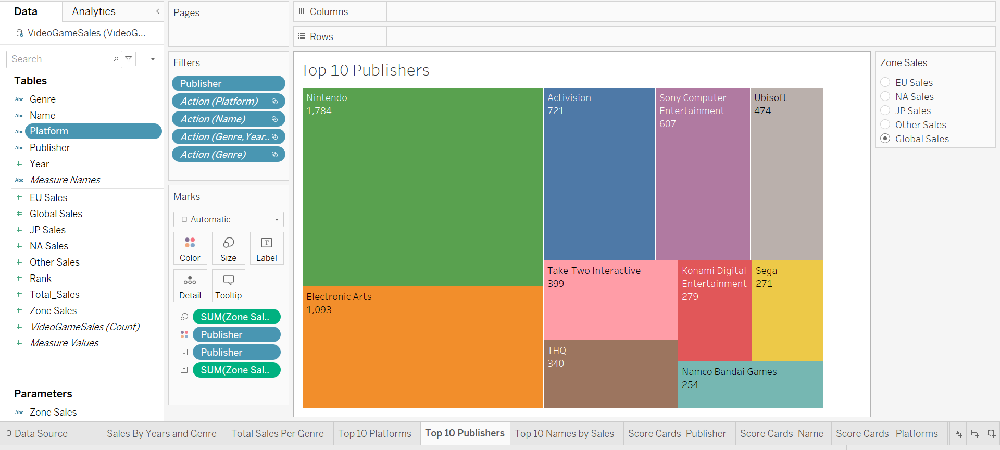 Data
Analytics
VideoGameSales (VideoG...
Search
Tables
Abc Genre
Abc Name
Abc Platform
Abc Publisher
# Year
Abc Measure Names
# EU Sales
# Global Sales
# JP Sales
# NA Sales
# Other Sales
# Rank
=# Total_Sales
=# Zone Sales
# VideoGameSales (Count)
# Measure Values
Parameters
Abc Zone Sales
Pages
Filters
Publisher
Action (Platform)
Action (Name)
Action (Genre,Year..
Action (Genre)
Marks
Automatic
Color
Size
T
Label
Detail
Tooltip
SUM(Zone Sal..
Publisher
T Publisher
T SUM(Zone Sal..
iii Columns
Rows
Top 10 Publishers
Nintendo
1,784
Electronic Arts
1,093
Activision
721
Sony Computer
Entertainment
607
Ubisoft
474
Take-Two Interactive
399
THQ
340
Konami Digital
Entertainment
279
Sega
271
Namco Bandai Games
254
Zone Sales
EU Sales
NA Sales
JP Sales
Other Sales
Global Sales
Data Source
Sales By Years and Genre
Total Sales Per Genre
Top 10 Platforms
Top 10 Publishers
Top 10 Names by Sales
Score Cards_Publisher
Score Cards_Name
Score Cards_ Platforms